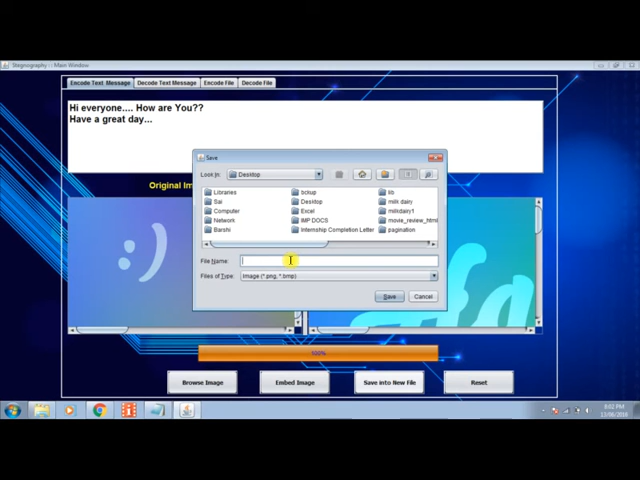 Stegnography :: Main Window
Encode Text Message
Decode Text Message
Encode File
Decode File
Hi everyone.... How are You??
Have a great day...
Original Im
Save
Look In:
Desktop
Libraries
Sai
Computer
Network
Barshi
bckup
Desktop
Excel
IMP DOCS
Internship Completion Letter
lib
milk dairy
milkdairy1
movie_review_html
pagination
File Name:
Files of Type:
Image (*.png, *.bmp)
Save
Cancel
100%
Browse Image
Embed Image
Save into New File
Reset
8:02 PM